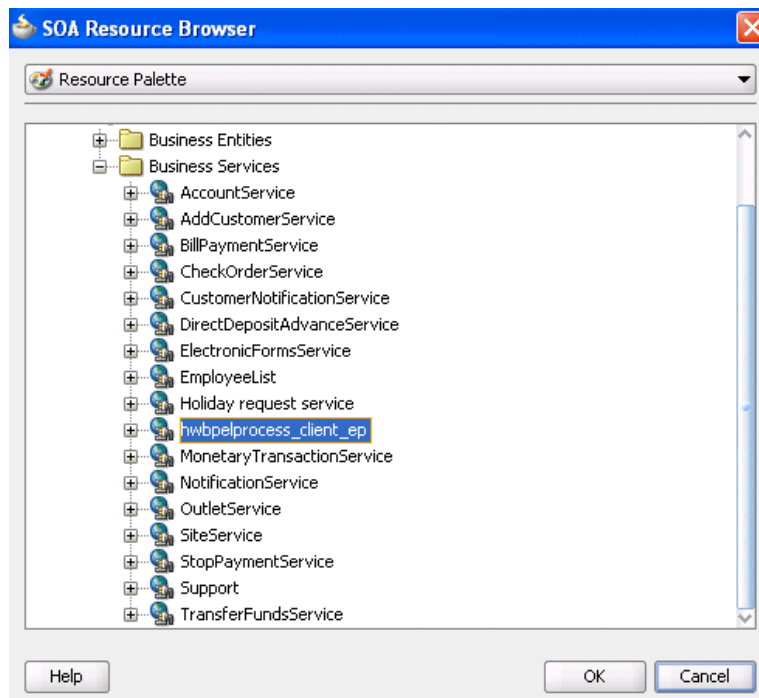 SOA Resource Browser
Resource Palette
Business Entities
Business Services
AccountService
AddCustomerService
BillPaymentService
CheckOrderService
CustomerNotificationService
DirectDepositAdvanceService
ElectronicFormsService
EmployeeList
Holiday request service
hwbpelprocess_client_ep
MonetaryTransactionService
NotificationService
OutletService
SiteService
StopPaymentService
Support
TransferFundsService
Help OK Cancel